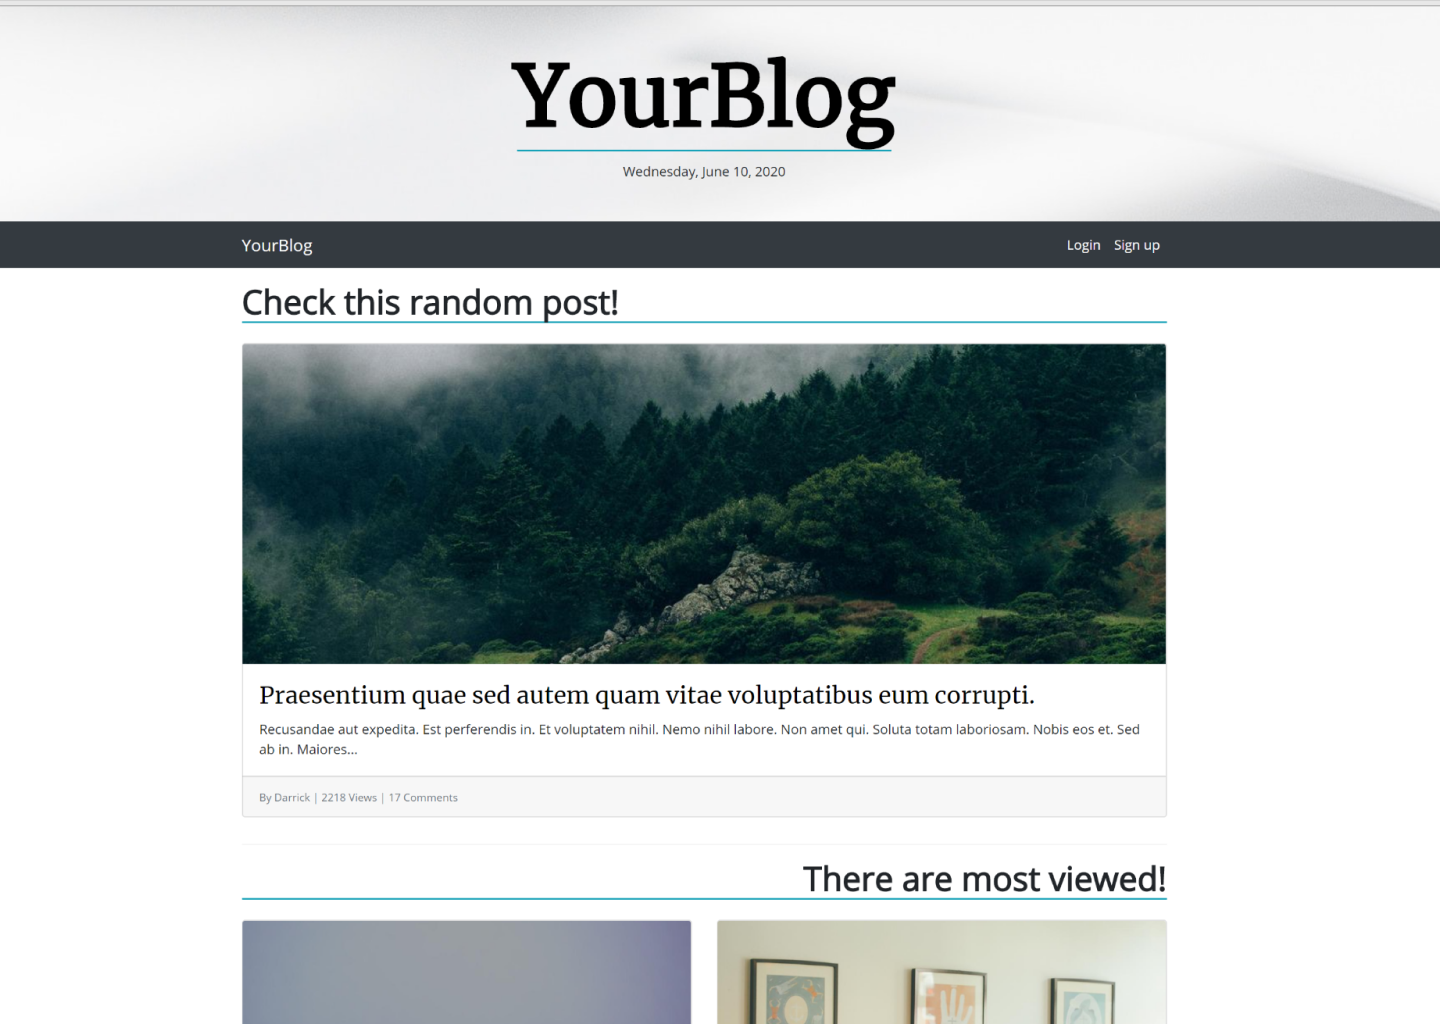 YourBlog
Wednesday, June 10, 2020
YourBlog
Login Sign up
Check this random post!
Praesentium quae sed autem quam vitae voluptatibus eum corrupti.
Recusandae aut expedita. Est perferendis in. Et voluptatem nihil. Nemo nihil labore. Non amet qui. Soluta totam laboriosam. Nobis eos et. Sed
ab in. Maiores...
By Darrick | 2218 Views | 17 Comments
There are most viewed!